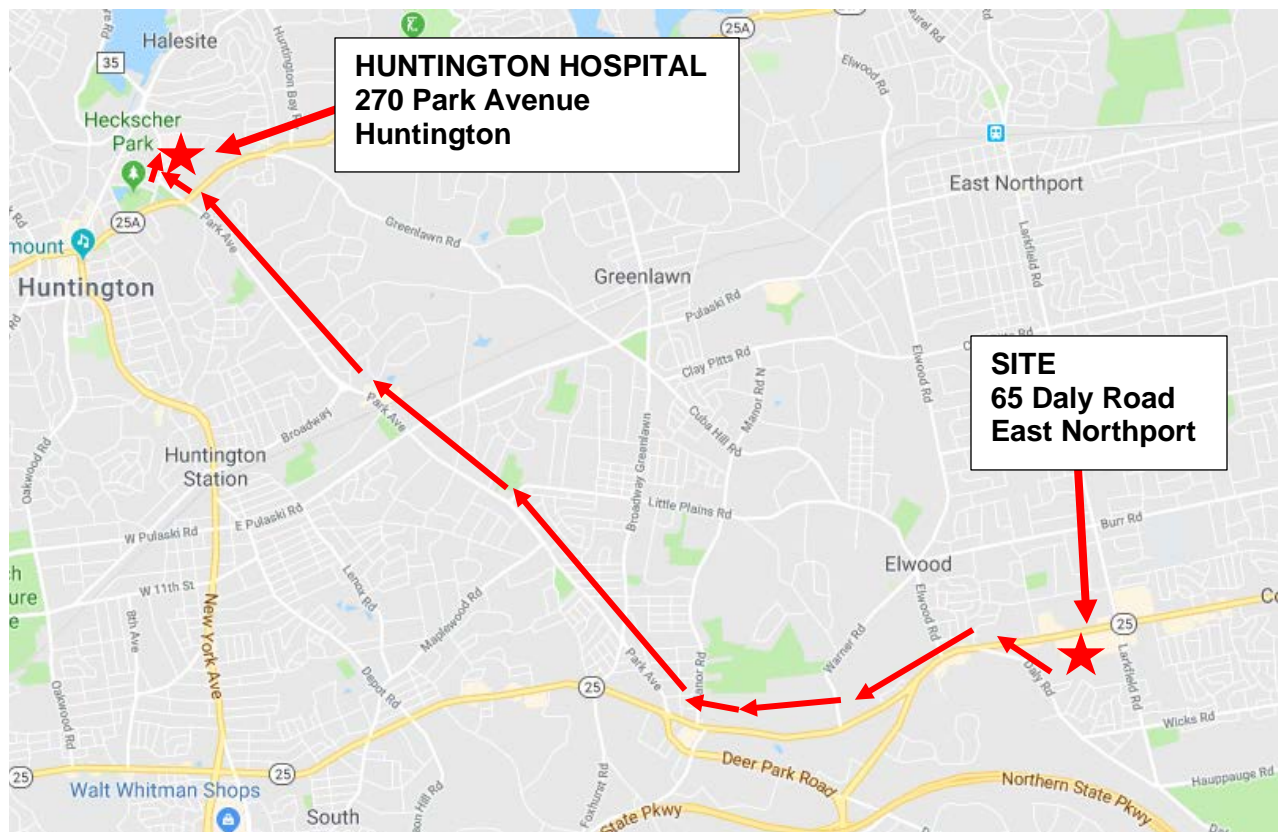 Halesite
25A
35
Huntington Bay Rd
Elwood Rd
HUNTINGTON HOSPITAL
270 Park Avenue
Huntington
Heckscher
Park
East Northport
25A
Park Ave
Greenlawn Rd
Larkfield Rd
mount
Huntington
Greenlawn
Pulaski Rd
Elwood Rd
Clay Pitts Rd
Manor Rd N
SITE
65 Daly Road
East Northport
Park Ave
Broadway
Cuba Hill Rd
Broadway Greenlawn
Oakwood Rd
Huntington
Station
Little Plains Rd
Burr Rd
E Pulaski Rd
W Pulaski Rd
Elwood
W 11th St
8th Ave
New York Ave
Lenox Rd
Maplewood Rd
Elwood Rd
Warner Rd
25
Daly Rd
Larkfield Rd
Park Ave
Manor Rd
Oakwood Rd
Depot Rd
25
Wicks Rd
25
25
Deer Park Road
Northern State Pkwy
Hauppauge Rd
Walt Whitman Shops
South
Foxhurst Rd
State Pkwy